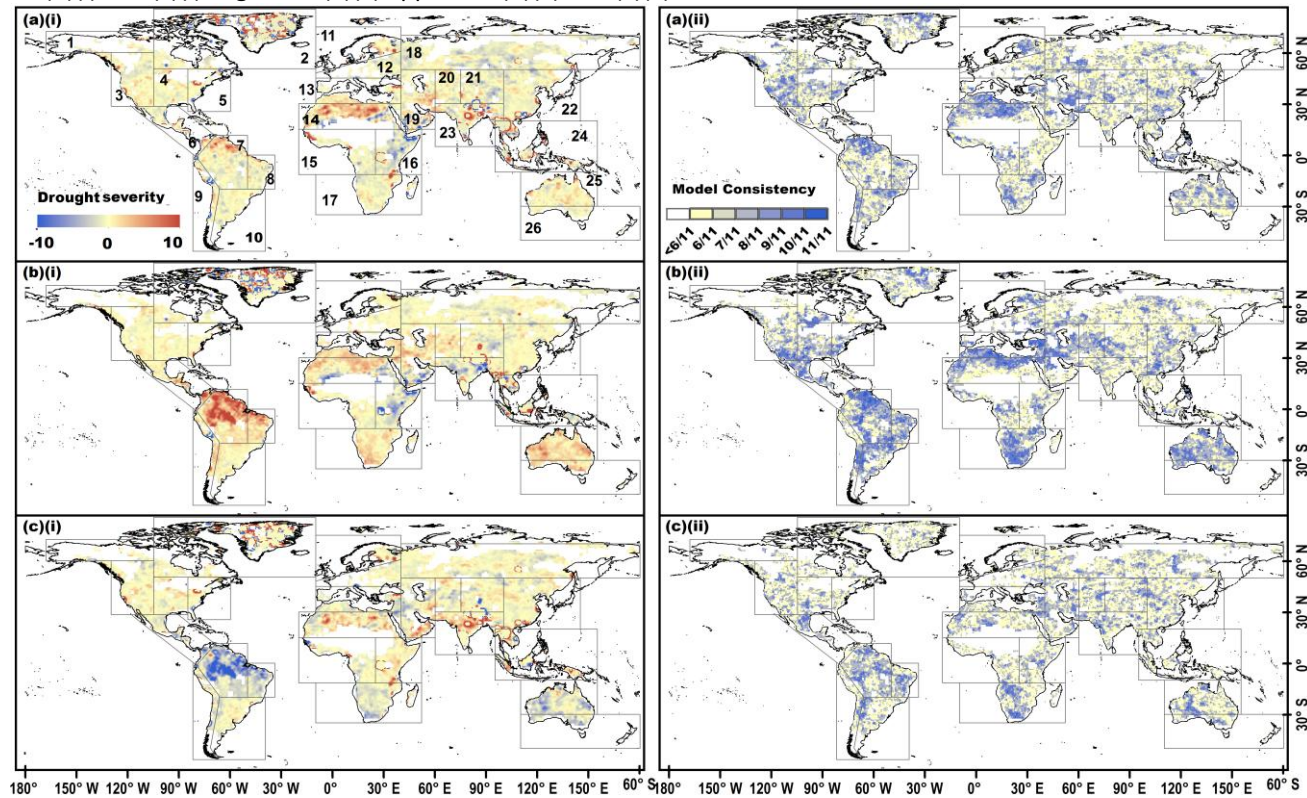 (a)(i)
1
2
3
4
5
6
7
8
9
10
11
12
13
14
15
16
17
18
19
20
21
22
23
24
25
26
Drought severity
-10 0 10
(a)(ii)
Model Consistency
<6/11 6/11 7/11 8/11 9/11 10/11 11/11
60° N
30° N
0°
30° S
(b)(i)
(b)(ii)
60° N
30° N
0°
30° S
(c)(i)
(c)(ii)
60° N
30° N
0°
30° S
180° 150° W 120° W 90° W 60° W 30° W 0° 30° E 60° E 90° E 120° E 150° E
180° 150° W 120° W 90° W 60° W 30° W 0° 30° E 60° E 90° E 120° E 150° E 60° S